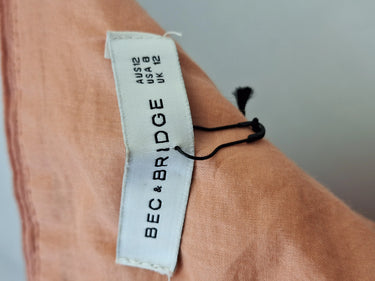 BEC & BRIDGE
AUS 12
USA 8
UK 12